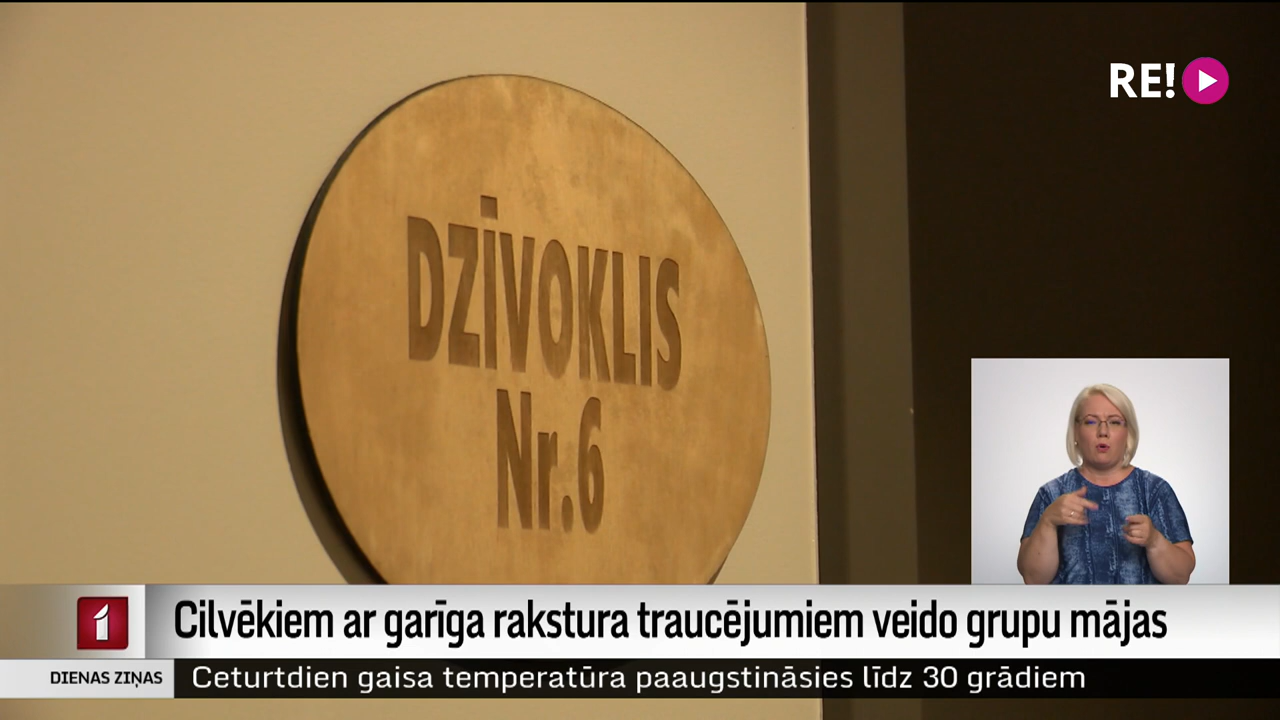 RE!
DZĪVOKLIS
Nr.6
1
Cilvēkiem ar garīga rakstura traucējumiem veido grupu mājas
DIENAS ZIŅAS
Ceturtdien gaisa temperatūra paaugstināsies līdz 30 grādiem